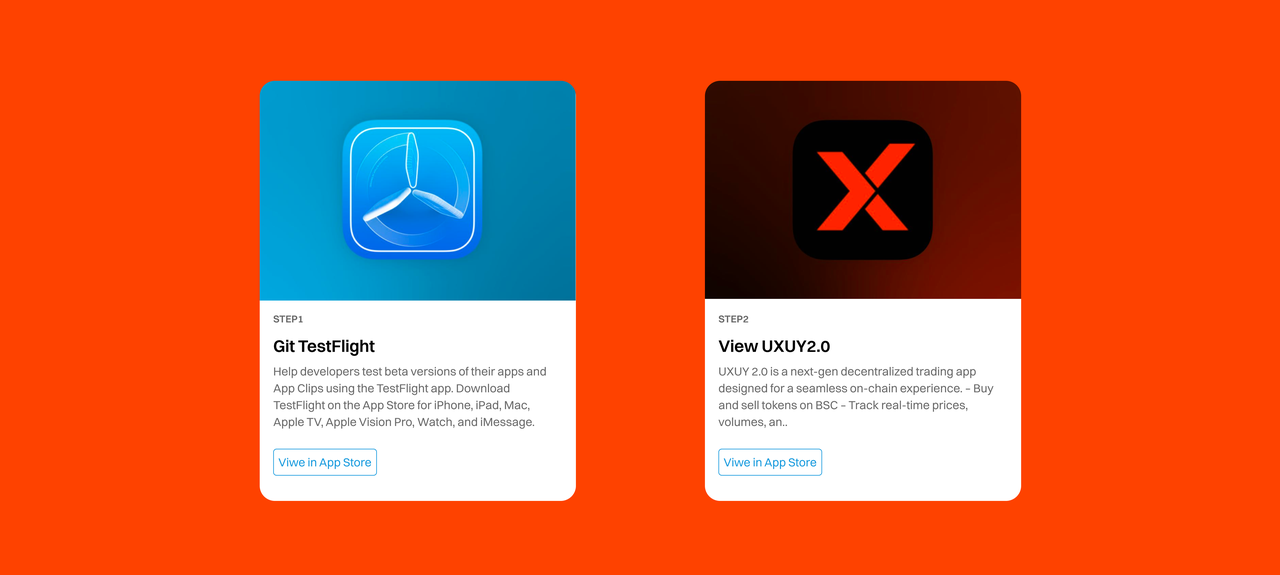 STEP1
Git TestFlight
Help developers test beta versions of their apps and
App Clips using the TestFlight app. Download
TestFlight on the App Store for iPhone, iPad, Mac,
Apple TV, Apple Vision Pro, Watch, and iMessage.
Viwe in App Store
STEP2
View UXUY2.0
UXUY 2.0 is a next-gen decentralized trading app
designed for a seamless on-chain experience. – Buy
and sell tokens on BSC – Track real-time prices,
volumes, an..
Viwe in App Store